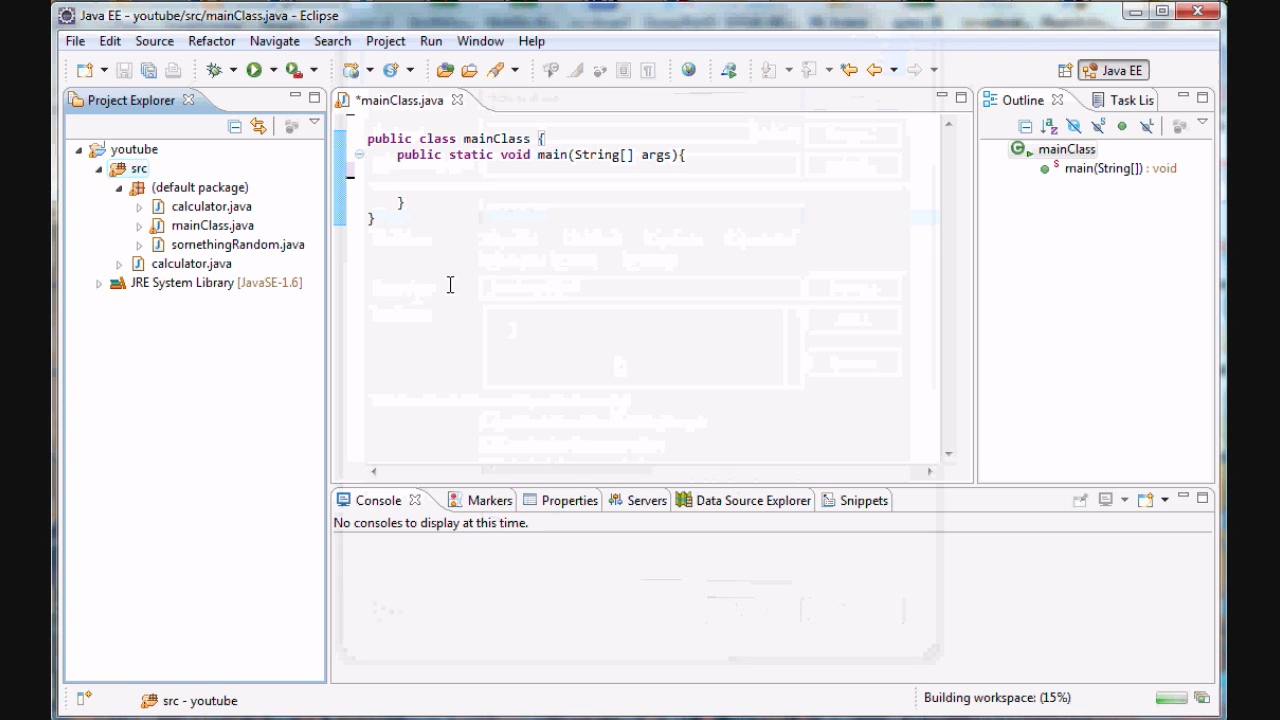 Java EE - youtube/src/mainClass.java - Eclipse
File Edit Source Refactor Navigate Search Project Run Window Help
Java EE
Project Explorer
youtube
src
(default package)
calculator.java
mainClass.java
somethingRandom.java
calculator.java
JRE System Library [JavaSE-1.6]
*mainClass.java
public class mainClass {
public static void main(String[] args){
}
}
Outline Task Lis
mainClass
main(String[]) : void
Console Markers Properties Servers Data Source Explorer Snippets
No consoles to display at this time.
src - youtube
Building workspace: (15%)